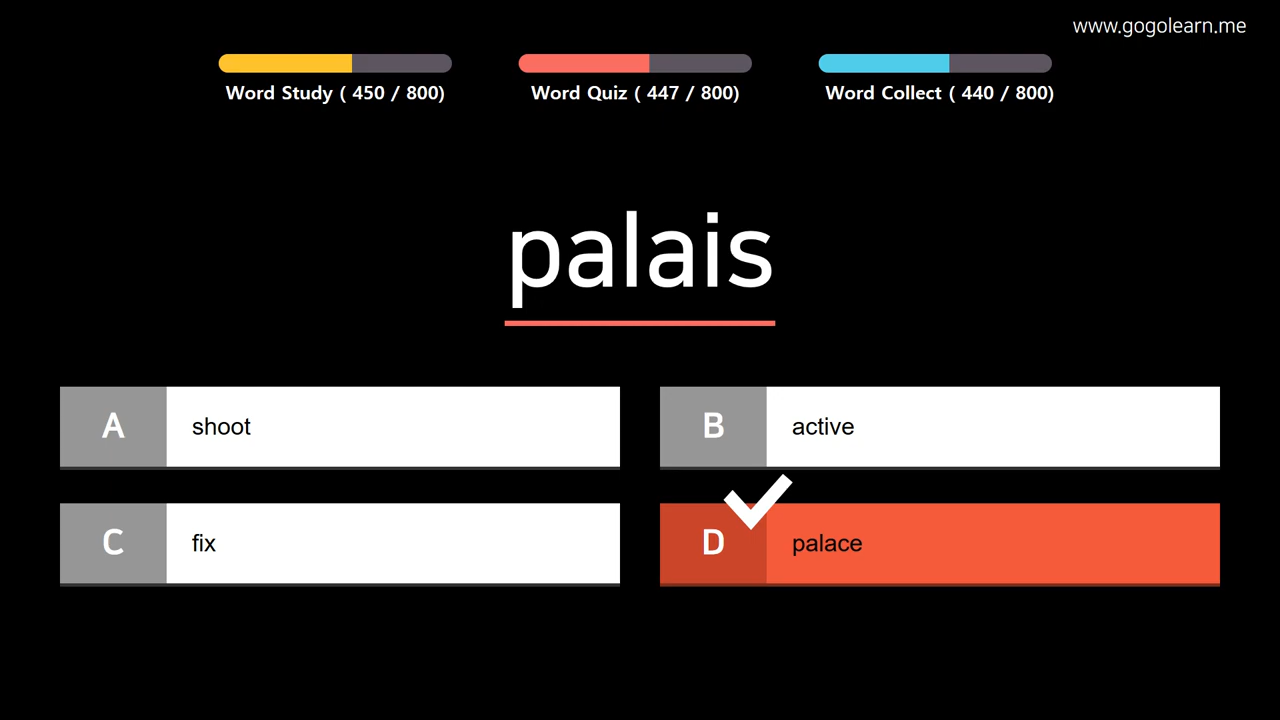 www.gogolearn.me
Word Study ( 450 / 800)
Word Quiz ( 447 / 800)
Word Collect ( 440 / 800)
palais
A shoot
B active
C fix
D palace